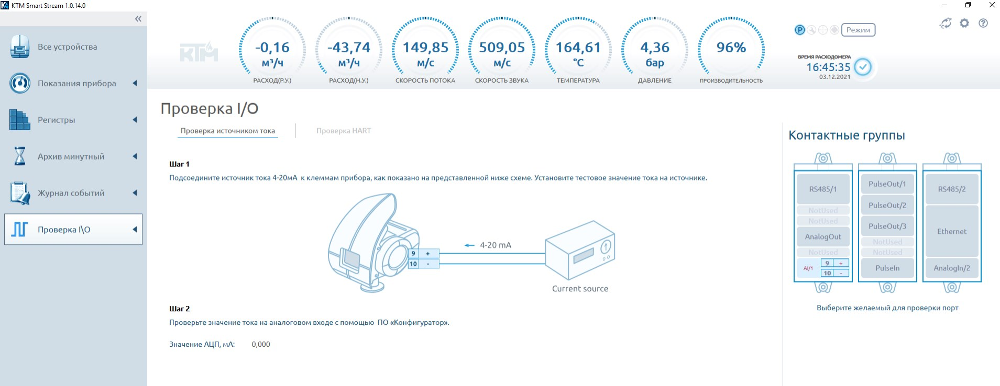 KTM Smart Stream 1.0.14.0
Все устройства
Показания прибора
Регистры
Архив минутный
Журнал событий
Проверка I\O
КТМ
-0,16
м³/ч
РАСХОД(Р.У.)
-43,74
м³/ч
РАСХОД(Н.У.)
149,85
м/с
СКОРОСТЬ ПОТОКА
509,05
м/с
СКОРОСТЬ ЗВУКА
164,61
°C
ТЕМПЕРАТУРА
4,36
бар
ДАВЛЕНИЕ
96%
ПРОИЗВОДИТЕЛЬНОСТЬ
P
Режим
ВРЕМЯ РАСХОДОМЕРА
16:45:35
03.12.2021
°C °F
?
Проверка I/O
Проверка источником тока
Проверка HART
Шаг 1
Подсоедините источник тока 4-20мА к клеммам прибора, как показано на представленной ниже схеме. Установите тестовое значение тока на источнике.
9 +
10 -
4-20 mA
Current source
Шаг 2
Проверьте значение тока на аналоговом входе с помощью ПО «Конфигуратор».
Значение АЦП, мА: 0,000
Контактные группы
RS485/1
NotUsed
NotUsed
AnalogOut
NotUsed
AI/1
9 +
10 -
PulseOut/1
PulseOut/2
PulseOut/3
NotUsed
NotUsed
PulseIn
RS485/2
Ethernet
AnalogIn/2
Выберите желаемый для проверки порт